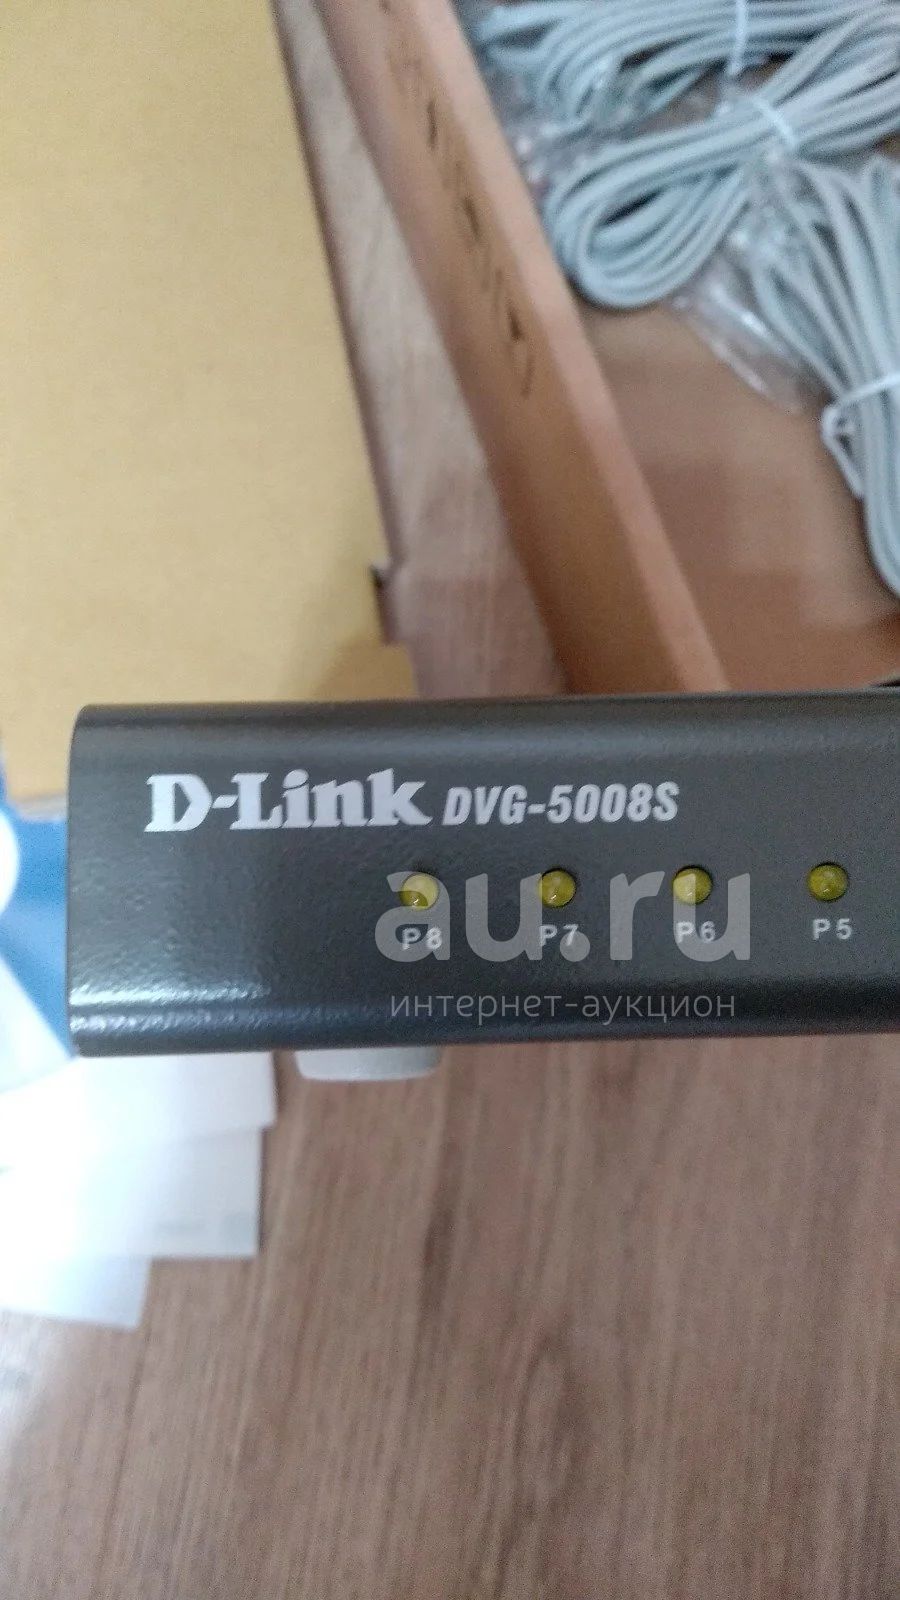 D-Link DVG-5008S
P8 P7 P6 P5
au.ru
интернет-аукцион